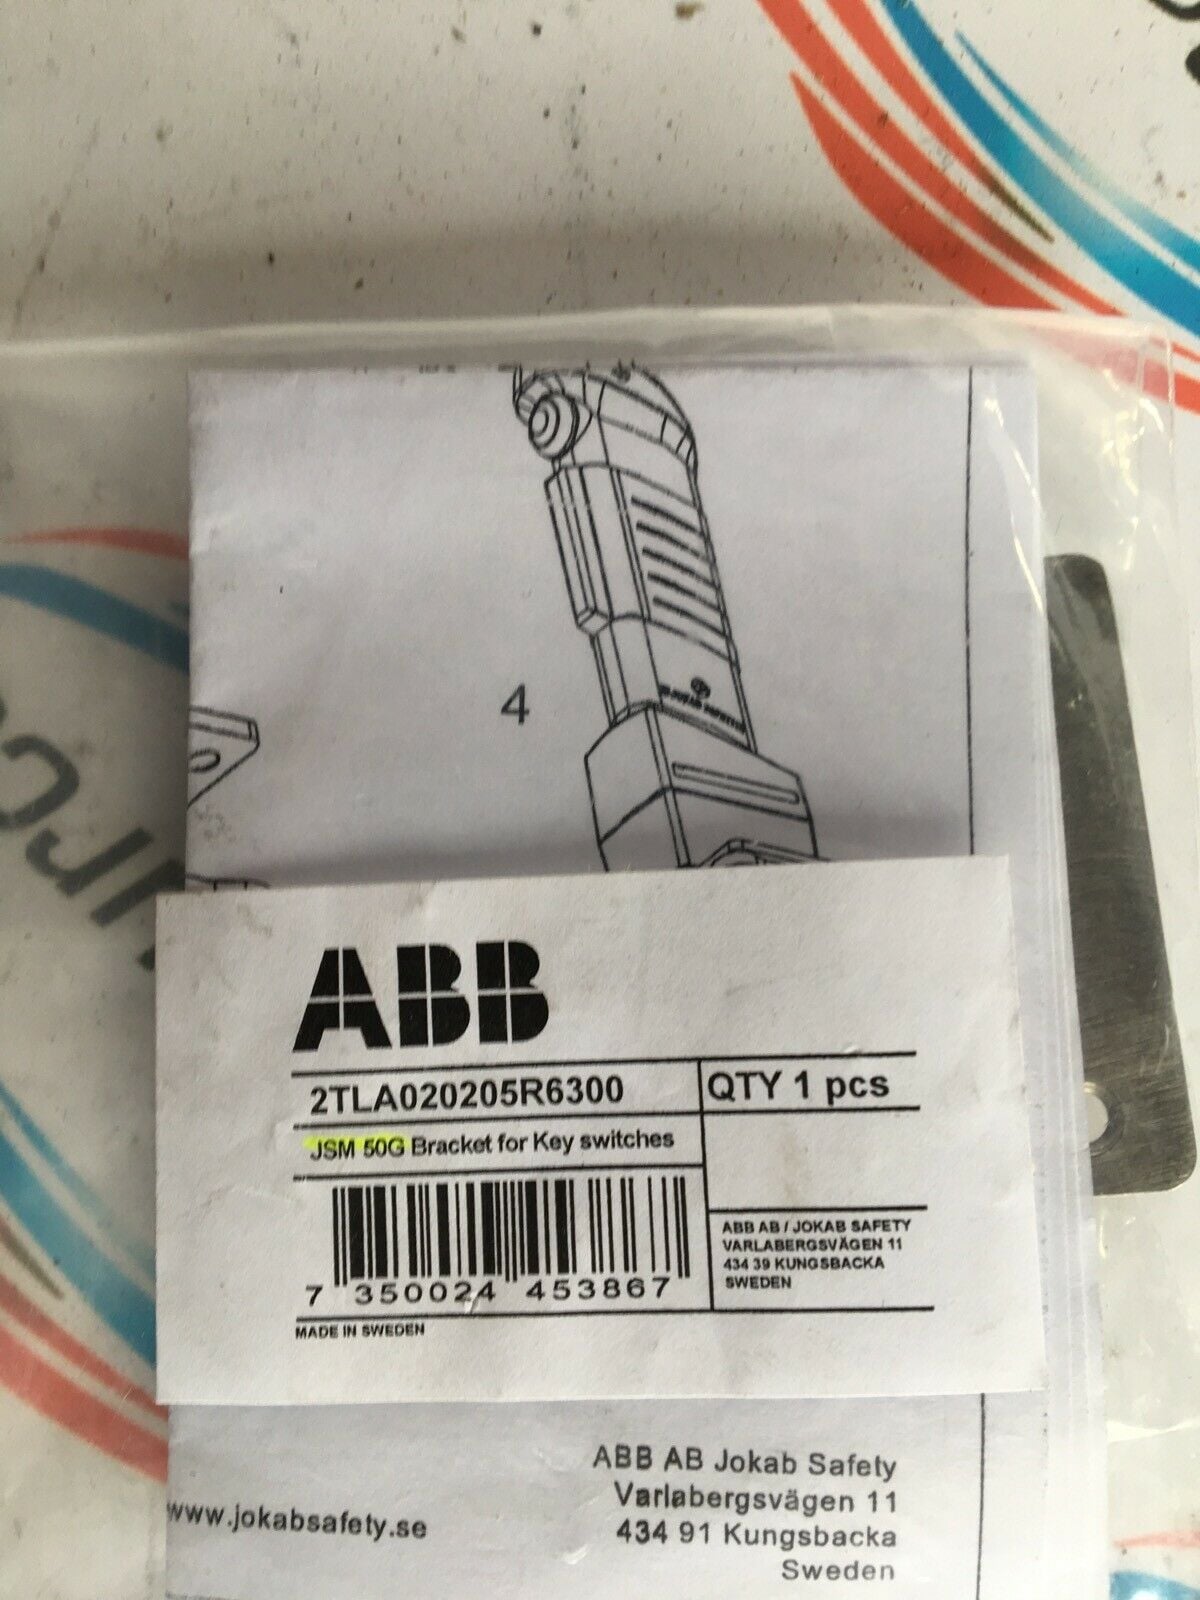 4
ABB
2TLA020205R6300
QTY 1 pcs
JSM 50G Bracket for Key switches
ABB AB / JOKAB SAFETY
VARLABERGSVÄGEN 11
434 39 KUNGSBACKA
SWEDEN
7 350024 453867
MADE IN SWEDEN
ABB AB Jokab Safety
Varlabergsvägen 11
434 91 Kungsbacka
Sweden
www.jokabsafety.se